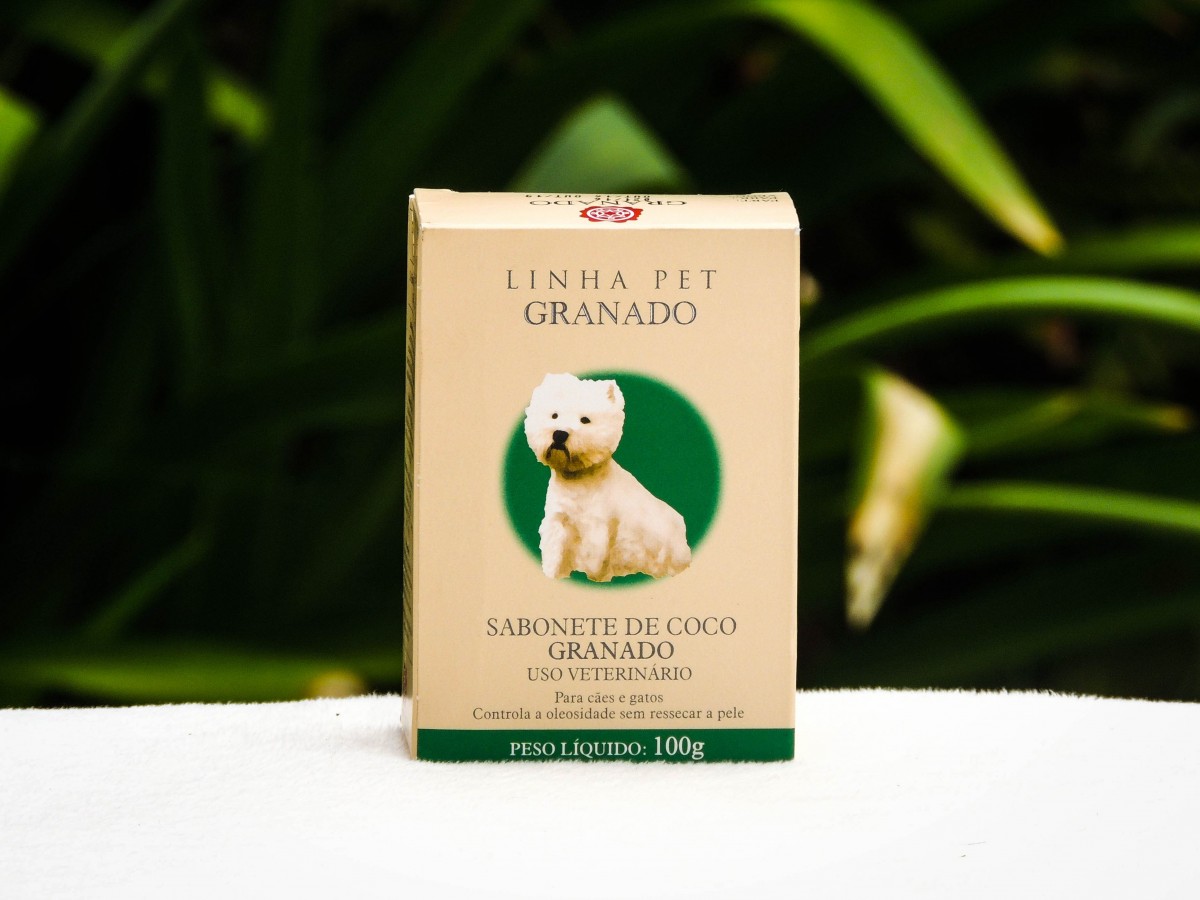 GRANADO
LINHA PET
GRANADO
SABONETE DE COCO
GRANADO
USO VETERINÁRIO
Para cães e gatos
Controla a oleosidade sem ressecar a pele
PESO LÍQUIDO: 100g